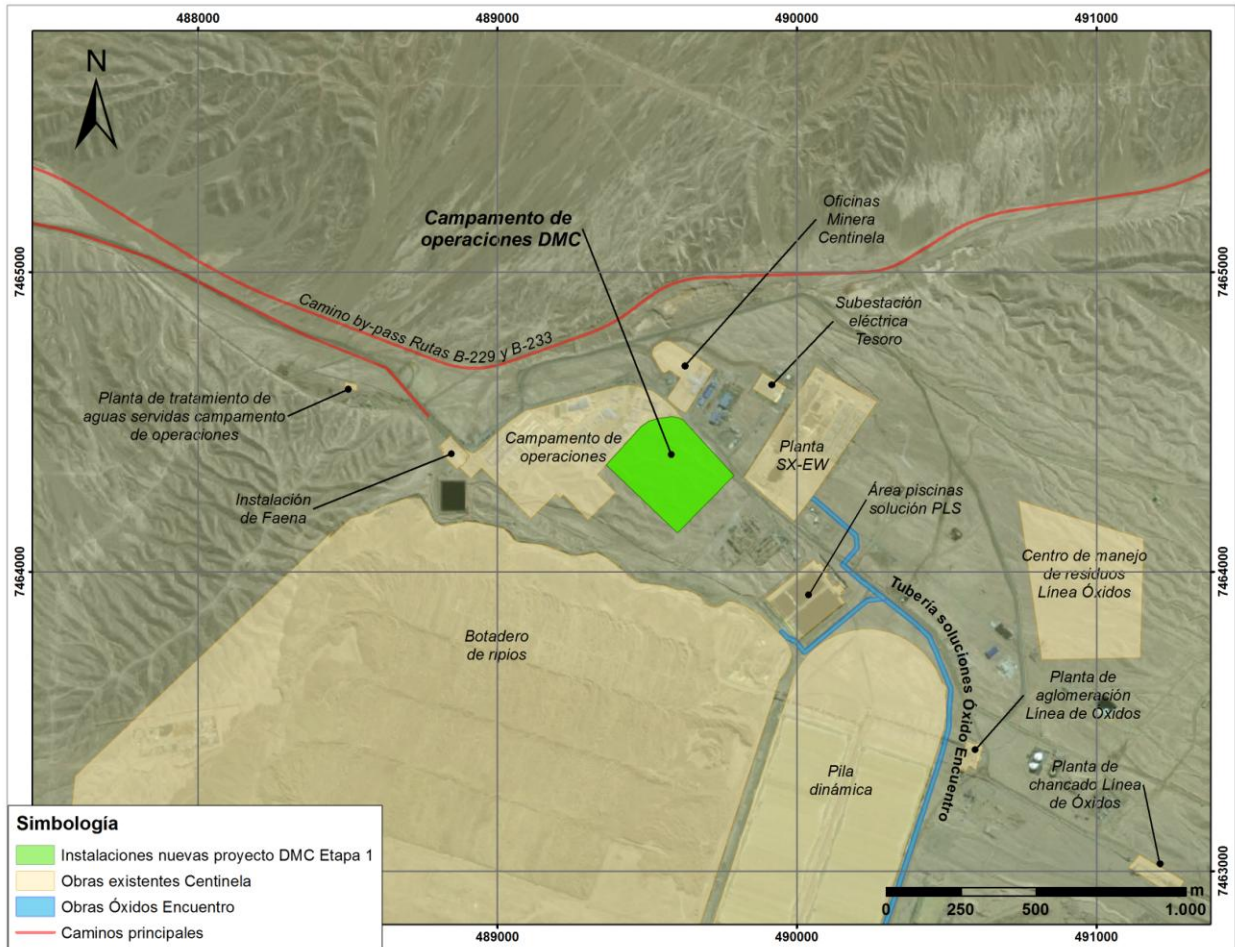 488000
489000
490000
491000
N
7465000
7465000
Campamento de
operaciones DMC
Oficinas
Minera
Centinela
Camino by-pass Rutas B-229 y B-233
Subestación
eléctrica
Tesoro
Planta de tratamiento de
aguas servidas campamento
de operaciones
Campamento de
operaciones
Planta
SX-EW
Instalación
de Faena
Área piscinas
solución PLS
7464000
7464000
Centro de manejo
de residuos
Línea Óxidos
Tubería soluciones Óxido Encuentro
Botadero
de ripios
Planta de
aglomeración
Línea de Óxidos
Pila
dinámica
Planta de
chancado Línea
de Óxidos
7463000
Simbología
Instalaciones nuevas proyecto DMC Etapa 1
Obras existentes Centinela
Obras Óxidos Encuentro
Caminos principales
m
0
250
500
1.000
489000
490000
491000